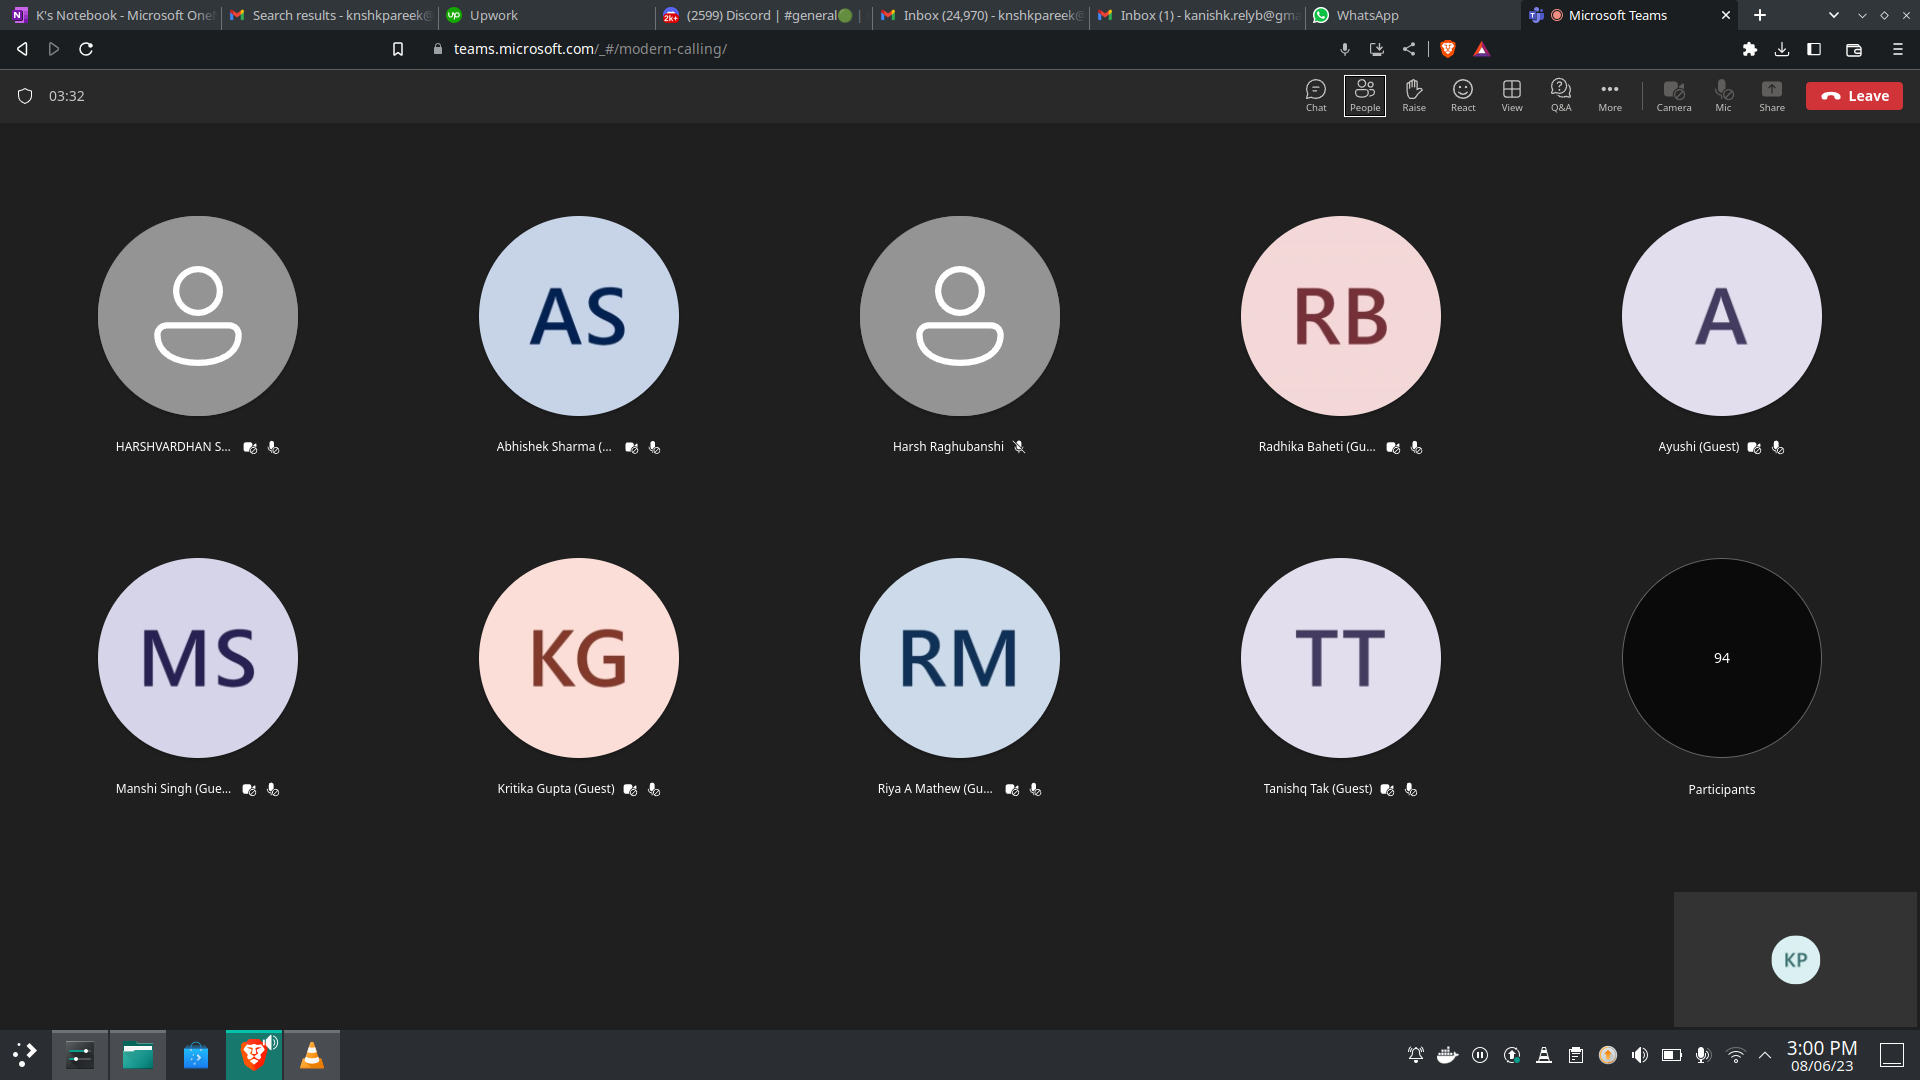 K's Notebook - Microsoft One
Search results - knshkpareek@
Upwork
(2599) Discord | #general
Inbox (24,970) - knshkpareek@
Inbox (1) - kanishk.relyb@gma
WhatsApp
Microsoft Teams
teams.microsoft.com/_#/modern-calling/
03:32
Chat
People
Raise
React
View
Q&A
More
Camera
Mic
Share
Leave
AS
RB
A
HARSHVARDHAN S...
Abhishek Sharma (...
Harsh Raghubanshi
Radhika Baheti (Gu...
Ayushi (Guest)
MS
KG
RM
TT
94
Manshi Singh (Gue...
Kritika Gupta (Guest)
Riya A Mathew (Gu...
Tanishq Tak (Guest)
Participants
KP
3:00 PM
08/06/23